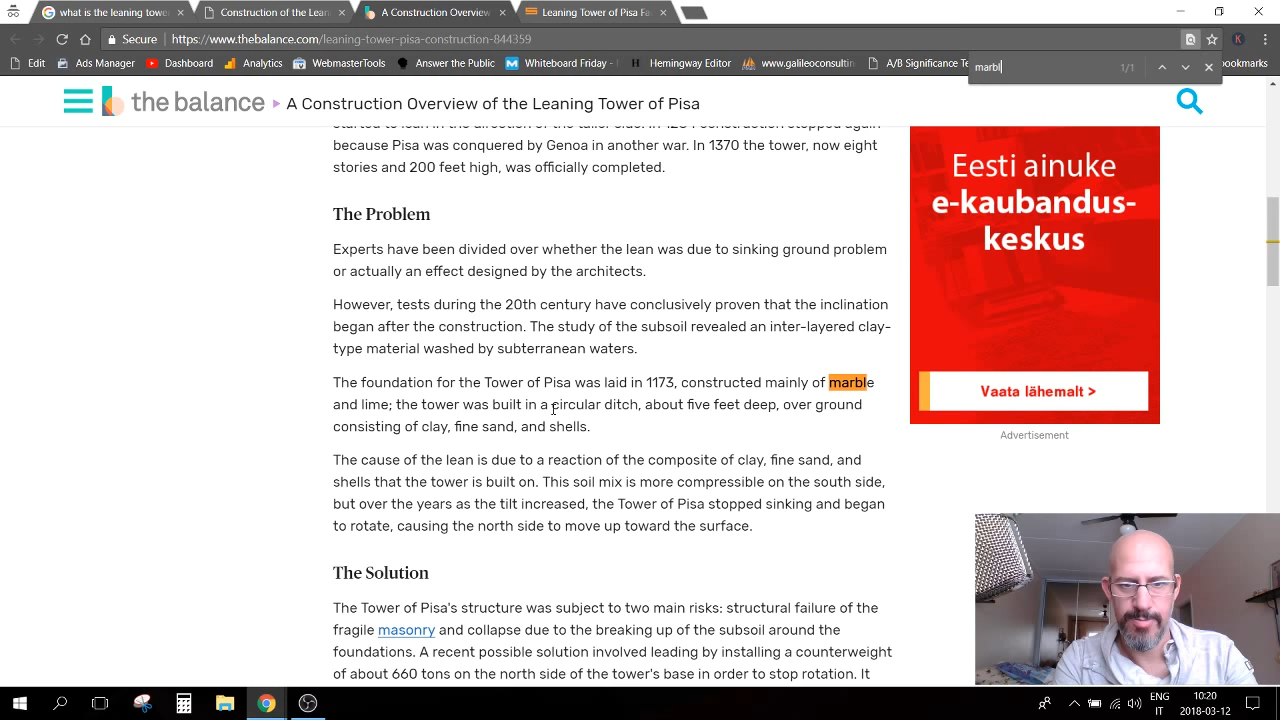 what is the leaning towe
Construction of the Lean
A Construction Overview
Leaning Tower of Pisa Fa
Secure
https://www.thebalance.com/leaning-tower-pisa-construction-844359
K
Edit
Ad Managers
Dashboard
Analytics
WebmasterTools
Answer the Public
Whiteboard Friday -
H
Hemingway Editor
www.galileoconsultin
A/B Significance Te
ookmarks
marbl
1/1
the balance
A Construction Overview of the Leaning Tower of Pisa
because Pisa was conquered by Genoa in another war. In 1370 the tower, now eight
stories and 200 feet high, was officially completed.
The Problem
Experts have been divided over whether the lean was due to sinking ground problem
or actually an effect designed by the architects.
However, tests during the 20th century have conclusively proven that the inclination
began after the construction. The study of the subsoil revealed an inter-layered clay-
type material washed by subterranean waters.
The foundation for the Tower of Pisa was laid in 1173, constructed mainly of marble
and lime; the tower was built in a circular ditch, about five feet deep, over ground
consisting of clay, fine sand, and shells.
The cause of the lean is due to a reaction of the composite of clay, fine sand, and
shells that the tower is built on. This soil mix is more compressible on the south side,
but over the years as the tilt increased, the Tower of Pisa stopped sinking and began
to rotate, causing the north side to move up toward the surface.
The Solution
The Tower of Pisa's structure was subject to two main risks: structural failure of the
fragile masonry and collapse due to the breaking up of the subsoil around the
foundations. A recent possible solution involved leading by installing a counterweight
of about 660 tons on the north side of the tower's base in order to stop rotation. It
Eesti ainuke
e-kaubandus-
keskus
Vaata lähemalt >
Advertisement
ENG
IT
10:20
2018-03-12